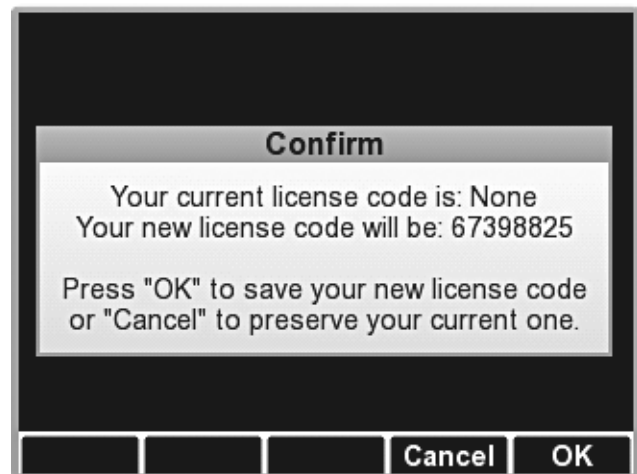 Confirm
Your current license code is: None
Your new license code will be: 67398825
Press "OK" to save your new license code
or "Cancel" to preserve your current one.
Cancel OK